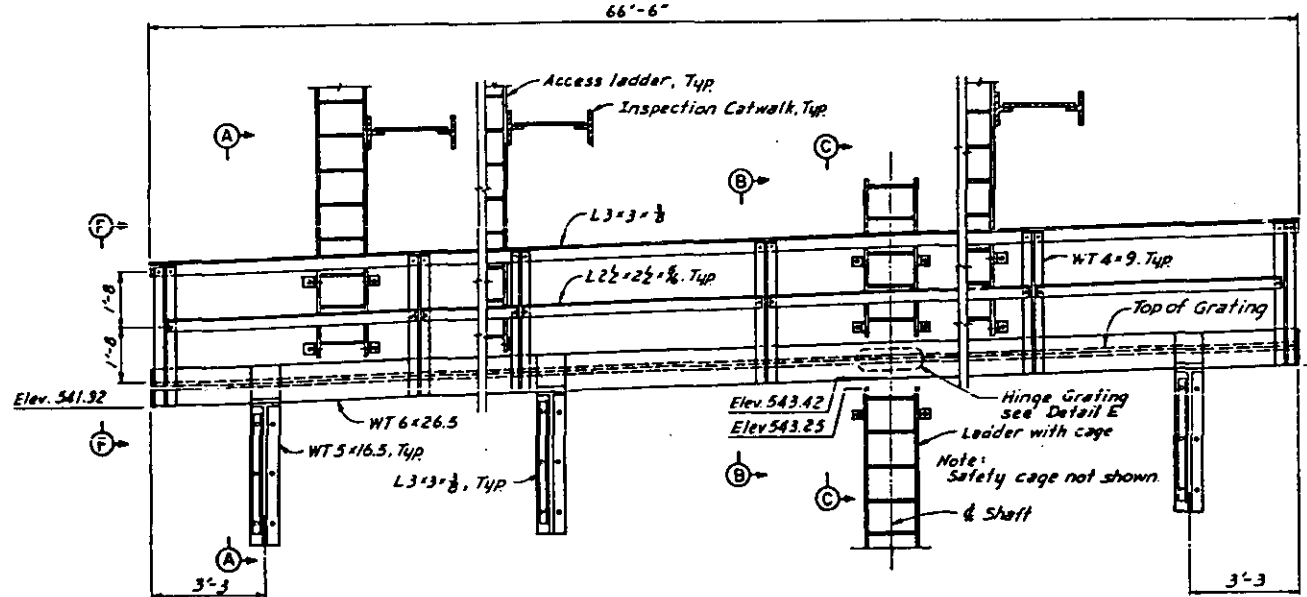 66'-6"
Access ladder, Typ.
Inspection Catwalk, Typ.
A
C
B
F
L3×3×3/8
WT 4×9. Typ.
L2½×2½×5/16. Typ.
1'-8
Top of Grating
1'-8
Elev. 541.92
Elev. 543.42
Elev 543.25
Hinge Grating
see Detail E
Ladder with cage
Note:
Safety cage not shown.
WT 6×26.5
F
WT 5×16.5, Typ.
L3×3×3/8, Typ
B
C
℄ Shaft
A
3'-3
3'-3